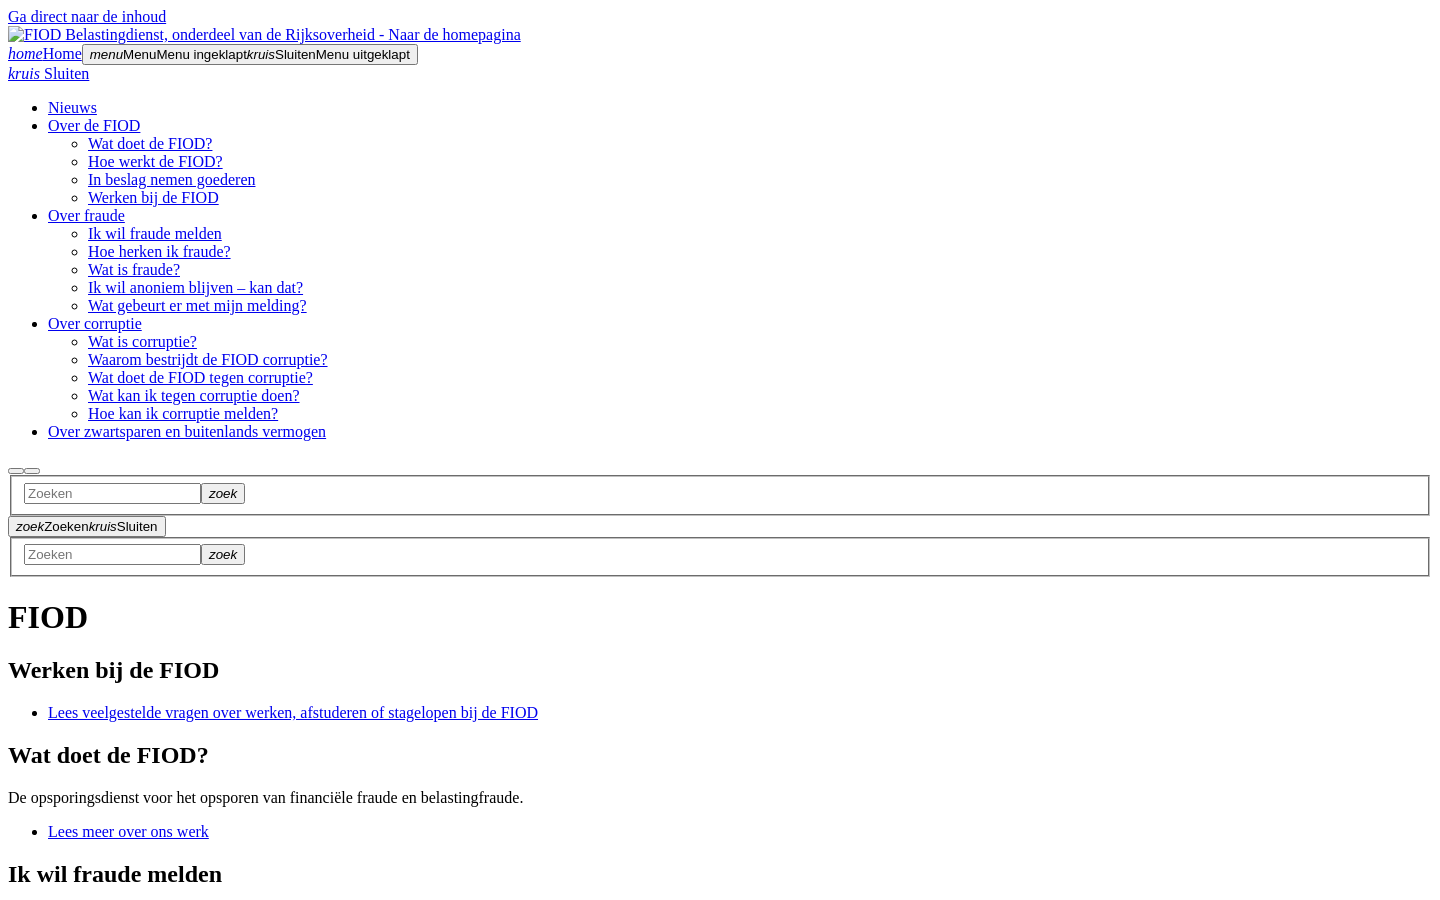 Ga direct naar de inhoud
FIOD Belastingdienst, onderdeel van de Rijksoverheid - Naar de homepagina
homeHomemenuMenuMenu ingeklaptkruisSluitenMenu uitgeklapt
kruis Sluiten
Nieuws
Over de FIOD
Wat doet de FIOD?
Hoe werkt de FIOD?
In beslag nemen goederen
Werken bij de FIOD
Over fraude
Ik wil fraude melden
Hoe herken ik fraude?
Wat is fraude?
Ik wil anoniem blijven – kan dat?
Wat gebeurt er met mijn melding?
Over corruptie
Wat is corruptie?
Waarom bestrijdt de FIOD corruptie?
Wat doet de FIOD tegen corruptie?
Wat kan ik tegen corruptie doen?
Hoe kan ik corruptie melden?
Over zwartsparen en buitenlands vermogen
Zoeken zoek
zoekZoekenkruisSluiten
Zoeken zoek
FIOD
Werken bij de FIOD
Lees veelgestelde vragen over werken, afstuderen of stagelopen bij de FIOD
Wat doet de FIOD?
De opsporingsdienst voor het opsporen van financiële fraude en belastingfraude.
Lees meer over ons werk
Ik wil fraude melden